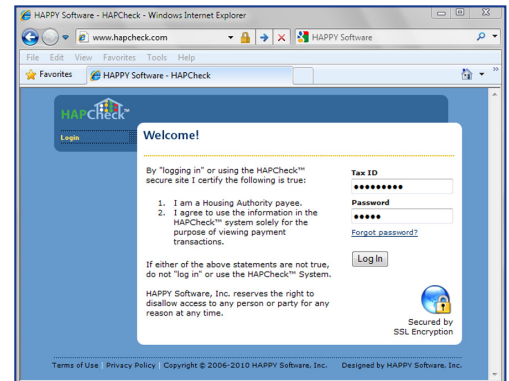 HAPPY Software - HAPCheck - Windows Internet Explorer
www.hapcheck.com
HAPPY Software
File Edit View Favorites Tools Help
Favorites
HAPPY Software - HAPCheck
HAPCheck™
Login
Welcome!
By "logging in" or using the HAPCheck™
secure site I certify the following is true:
1. I am a Housing Authority payee.
2. I agree to use the information in the
HAPCheck™ system solely for the
purpose of viewing payment
transactions.
If either of the above statements are not true,
do not "log in" or use the HAPCheck™ System.
HAPPY Software, Inc. reserves the right to
disallow access to any person or party for any
reason at any time.
Tax ID
•••••••••
Password
•••••
Forgot password?
Log In
Secured by
SSL Encryption
Terms of Use | Privacy Policy | Copyright © 2006-2010 HAPPY Software, Inc. Designed by HAPPY Software, Inc.